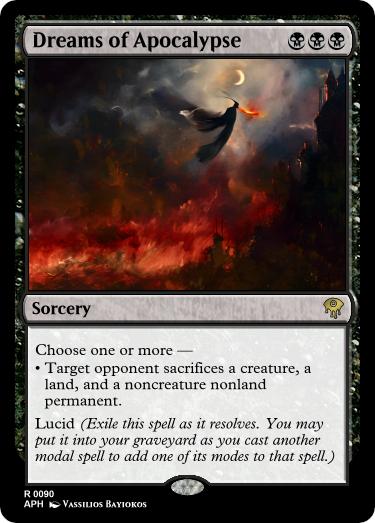 Dreams of Apocalypse
Sorcery
Choose one or more —
• Target opponent sacrifices a creature, a
land, and a noncreature nonland
permanent.
Lucid (Exile this spell as it resolves. You may
put it into your graveyard as you cast another
modal spell to add one of its modes to that spell.)
R 0090
APH Vassilios Bayiokos